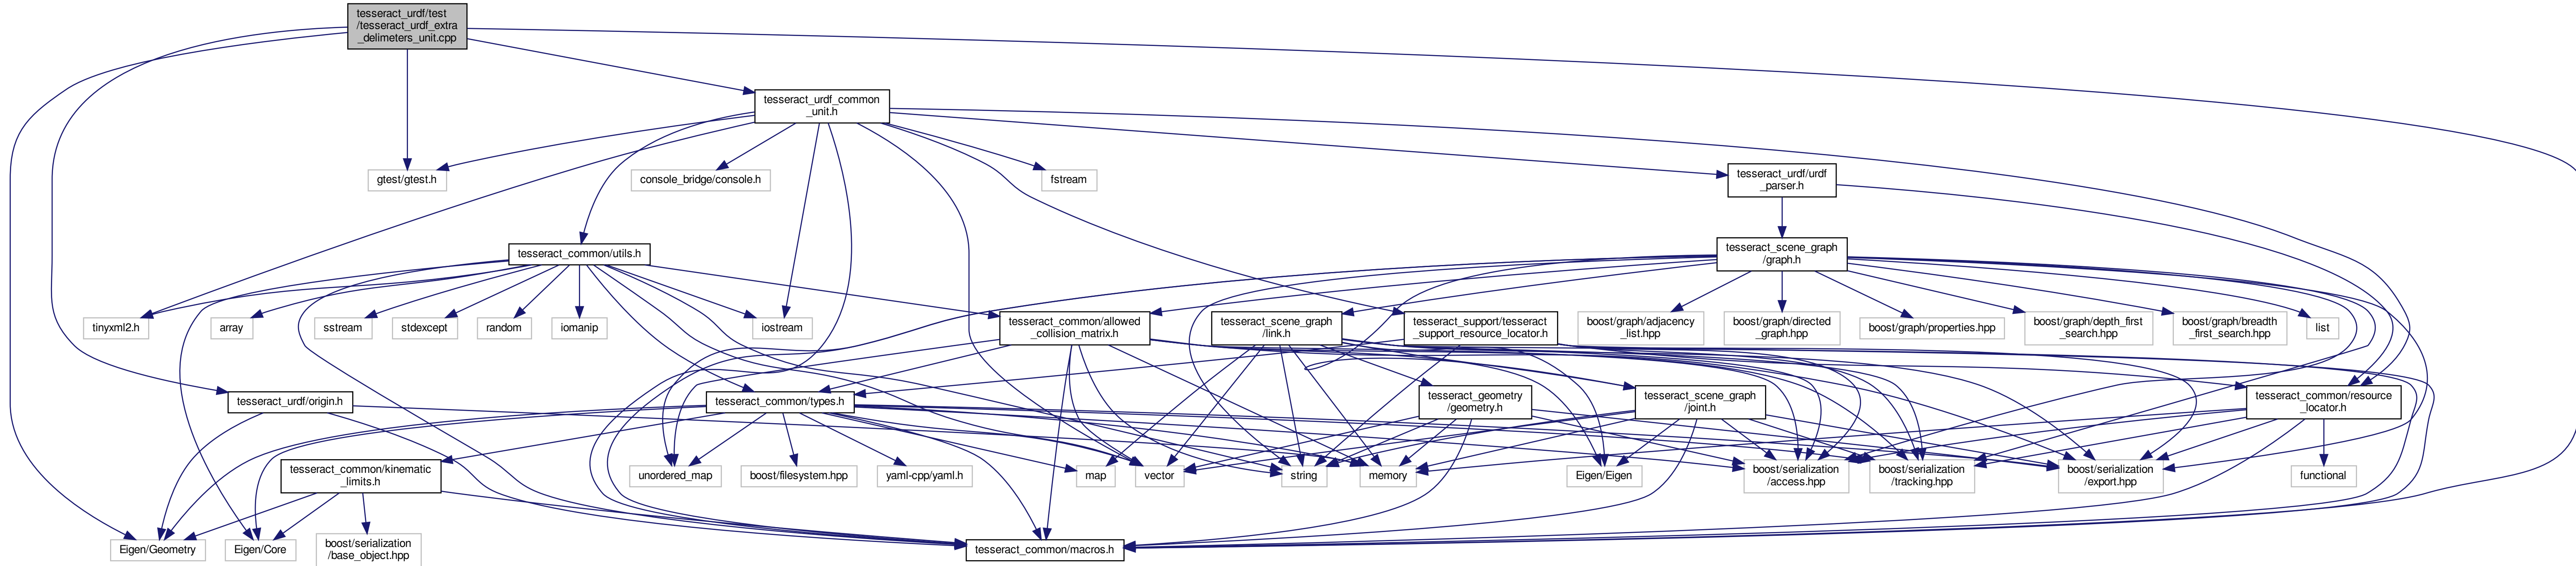 tesseract_urdf/test
/tesseract_urdf_extra
_delimeters_unit.cpp
tesseract_urdf_common
_unit.h
gtest/gtest.h
console_bridge/console.h
fstream
tesseract_urdf/urdf
_parser.h
tesseract_common/utils.h
tesseract_scene_graph
/graph.h
tinyxml2.h
array
sstream
stdexcept
random
iomanip
iostream
tesseract_common/allowed
_collision_matrix.h
tesseract_scene_graph
/link.h
tesseract_support/tesseract
_support_resource_locator.h
boost/graph/adjacency
_list.hpp
boost/graph/directed
_graph.hpp
boost/graph/properties.hpp
boost/graph/depth_first
_search.hpp
boost/graph/breadth
_first_search.hpp
list
tesseract_urdf/origin.h
tesseract_common/types.h
tesseract_geometry
/geometry.h
tesseract_scene_graph
/joint.h
tesseract_common/resource
_locator.h
tesseract_common/kinematic
_limits.h
unordered_map
boost/filesystem.hpp
yaml-cpp/yaml.h
map
vector
string
memory
Eigen/Eigen
boost/serialization
/access.hpp
boost/serialization
/tracking.hpp
boost/serialization
/export.hpp
functional
Eigen/Geometry
Eigen/Core
boost/serialization
/base_object.hpp
tesseract_common/macros.h